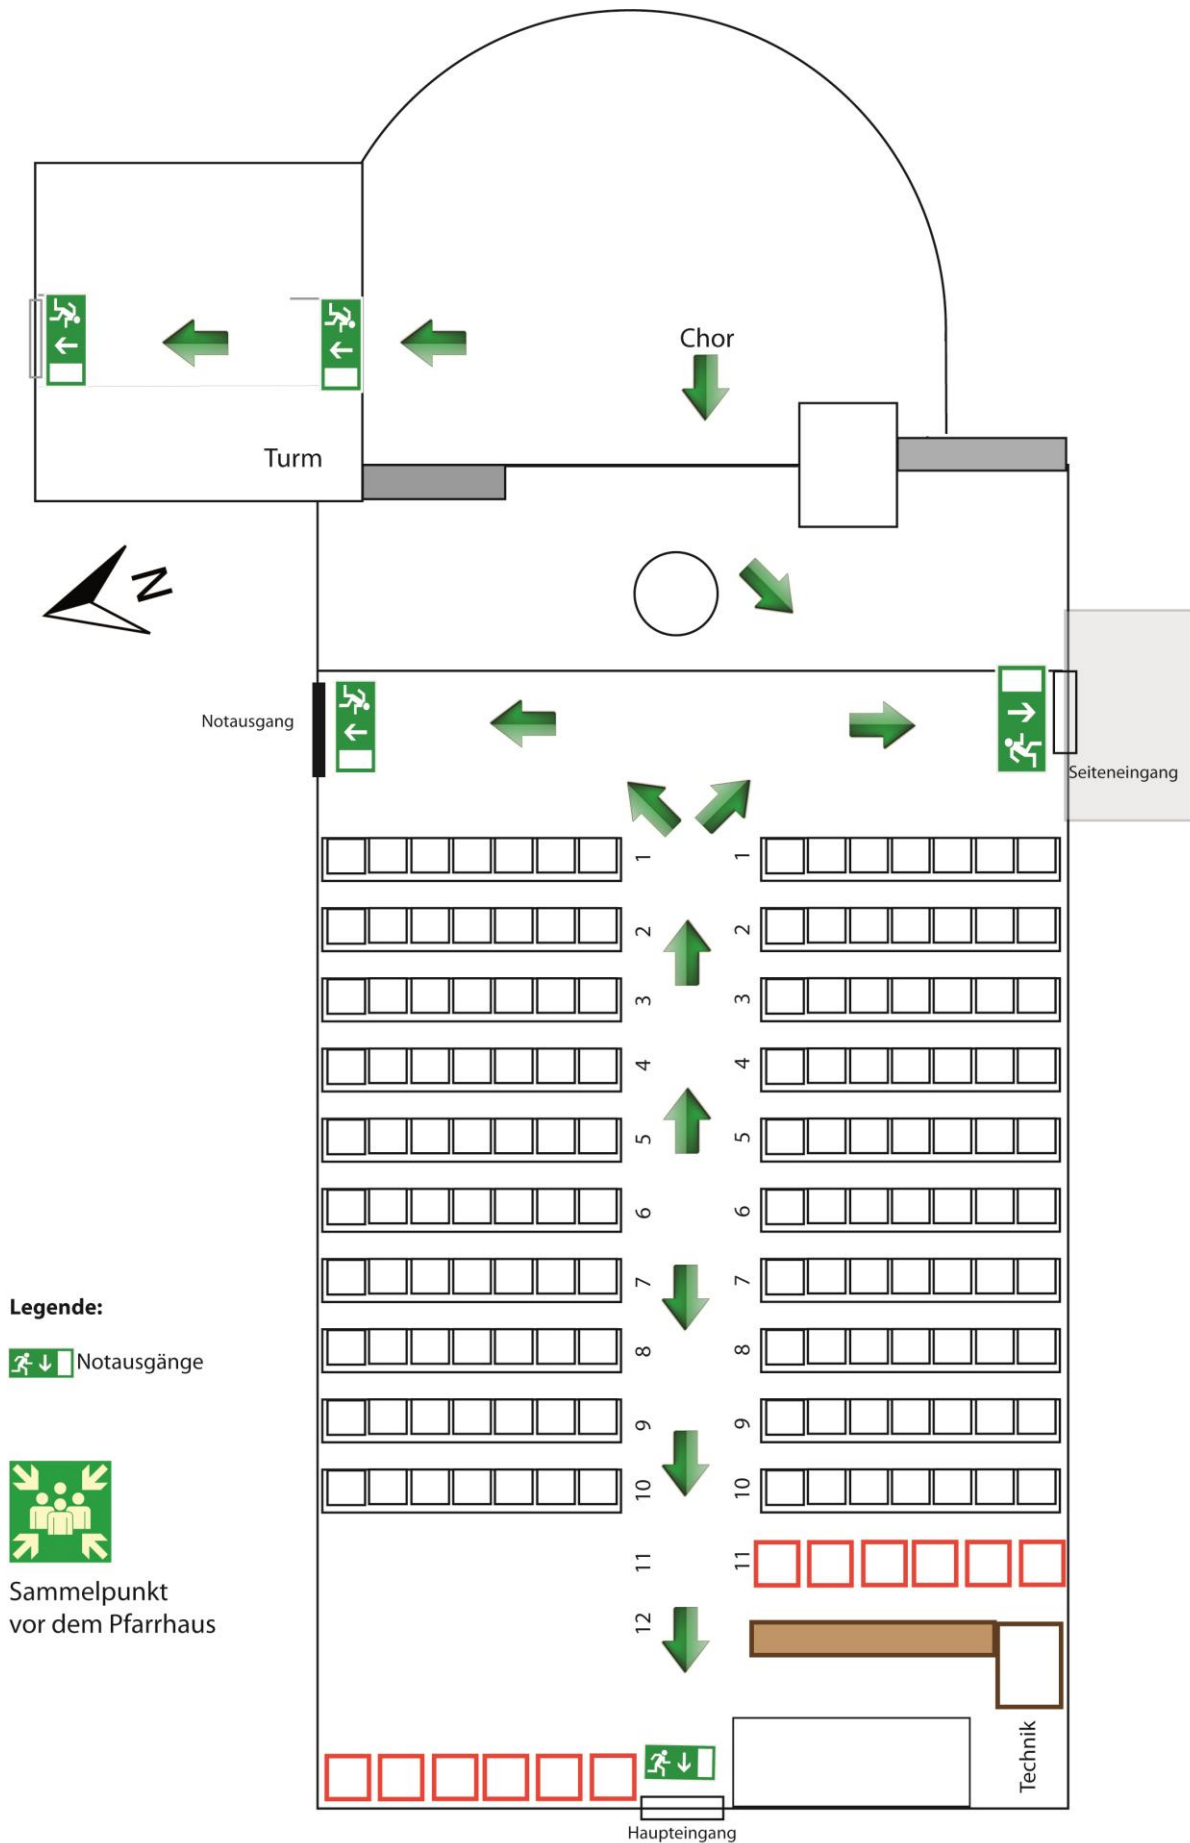 Chor
Turm
N
Notausgang
Seiteneingang
1 1
2 2
3 3
4 4
5 5
6 6
7 7
8 8
9 9
10 10
11 11
12
Legende:
Notausgänge
Sammelpunkt
vor dem Pfarrhaus
Technik
Haupteingang